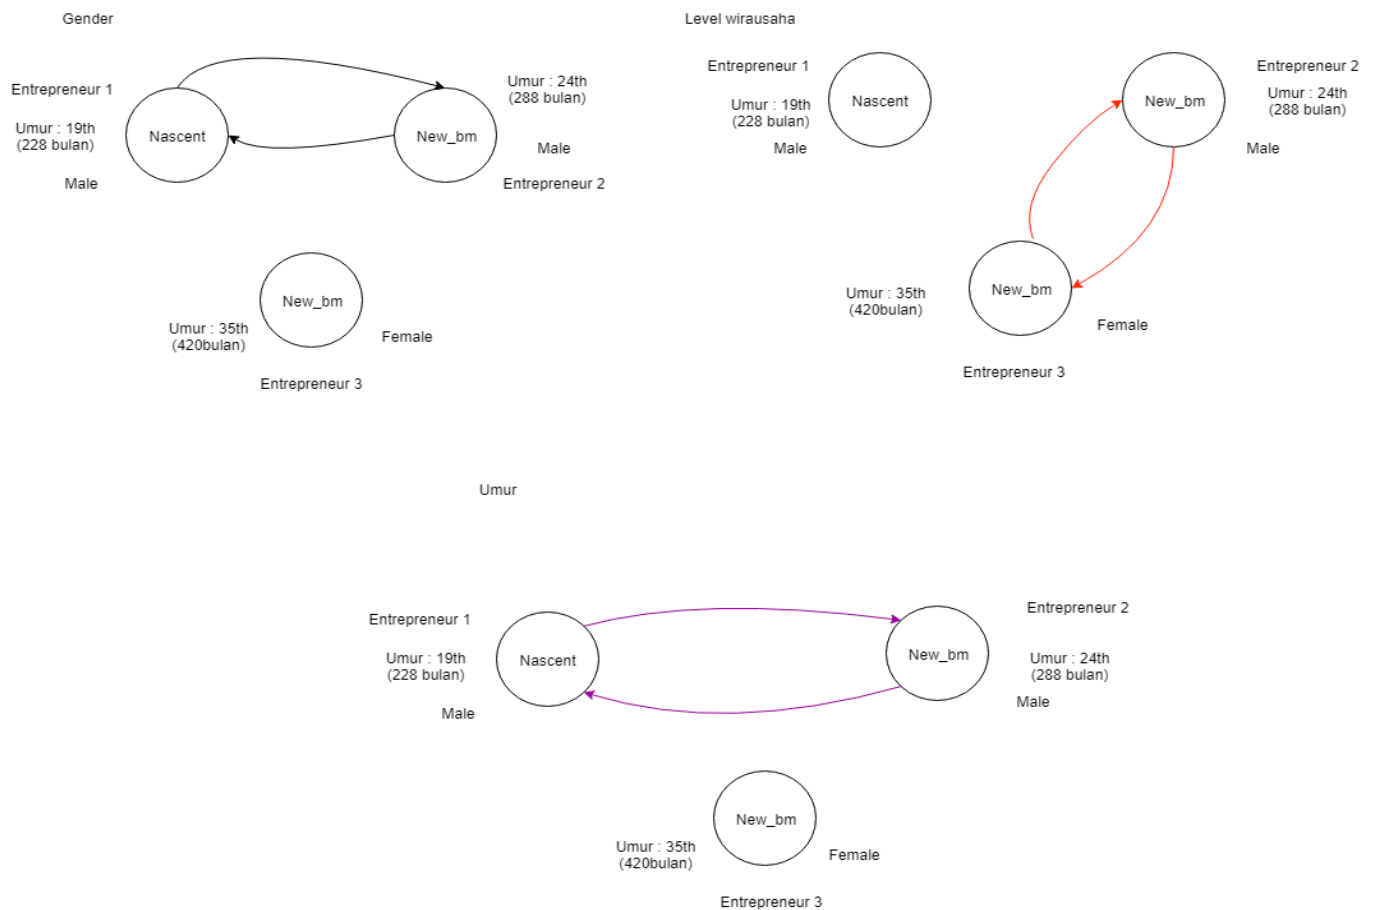 Gender
Entrepreneur 1
Umur : 19th
(228 bulan)
Male
Nascent
New_bm
Umur : 24th
(288 bulan)
Male
Entrepreneur 2
New_bm
Umur : 35th
(420bulan)
Female
Entrepreneur 3
Level wirausaha
Entrepreneur 1
Umur : 19th
(228 bulan)
Male
Nascent
New_bm
Entrepreneur 2
Umur : 24th
(288 bulan)
Male
New_bm
Umur : 35th
(420bulan)
Female
Entrepreneur 3
Umur
Entrepreneur 1
Umur : 19th
(228 bulan)
Male
Nascent
New_bm
Entrepreneur 2
Umur : 24th
(288 bulan)
Male
New_bm
Umur : 35th
(420bulan)
Female
Entrepreneur 3